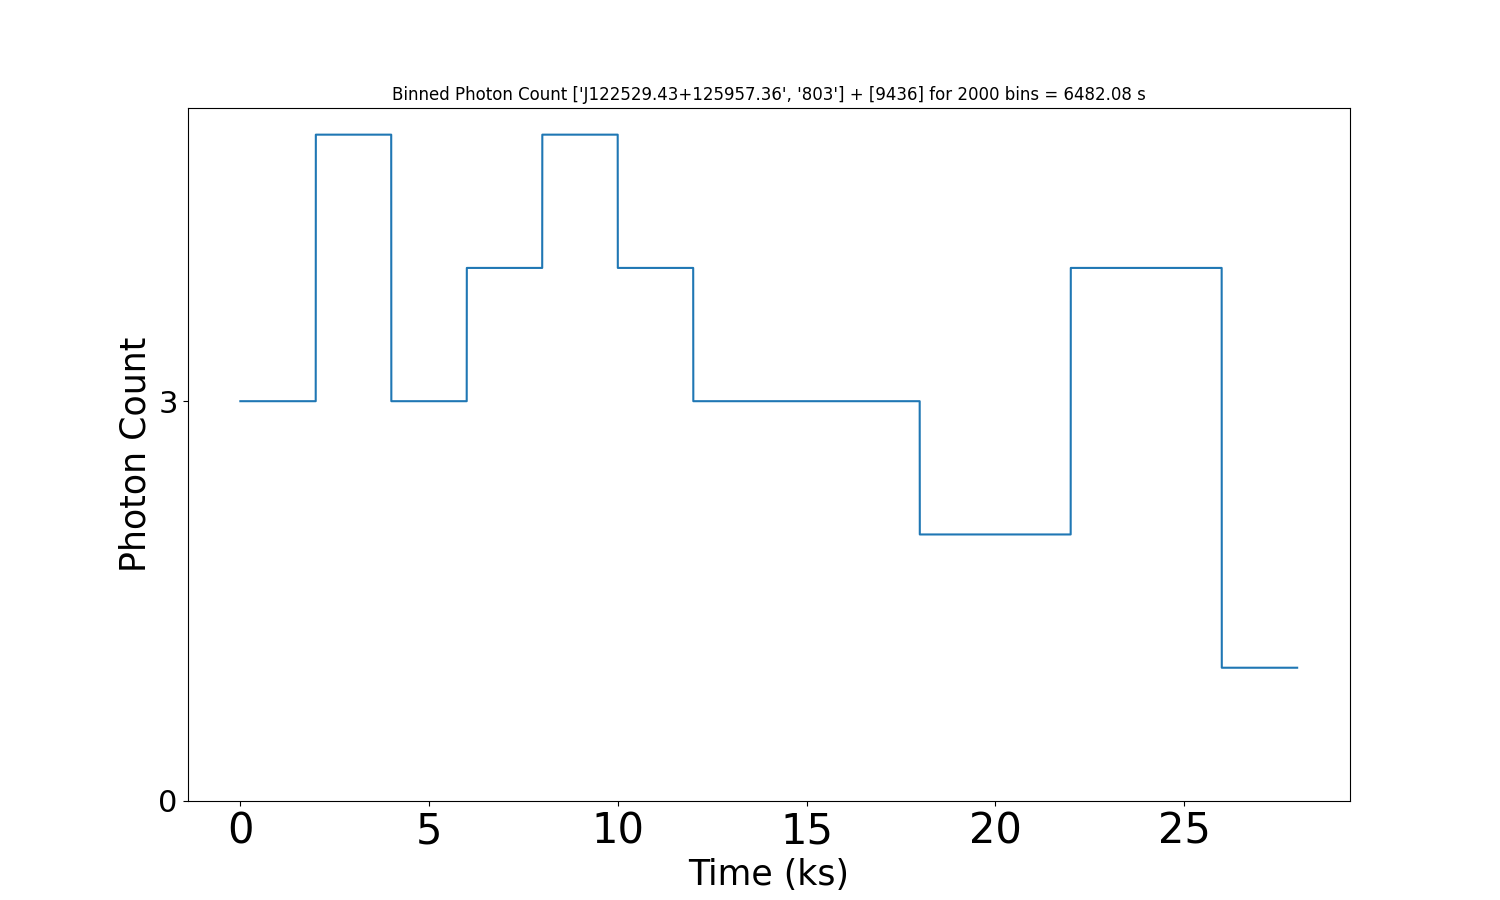 Binned Photon Count ['J122529.43+125957.36', '803'] + [9436] for 2000 bins = 6482.08 s
Photon Count
3
0
0 5 10 15 20 25
Time (ks)